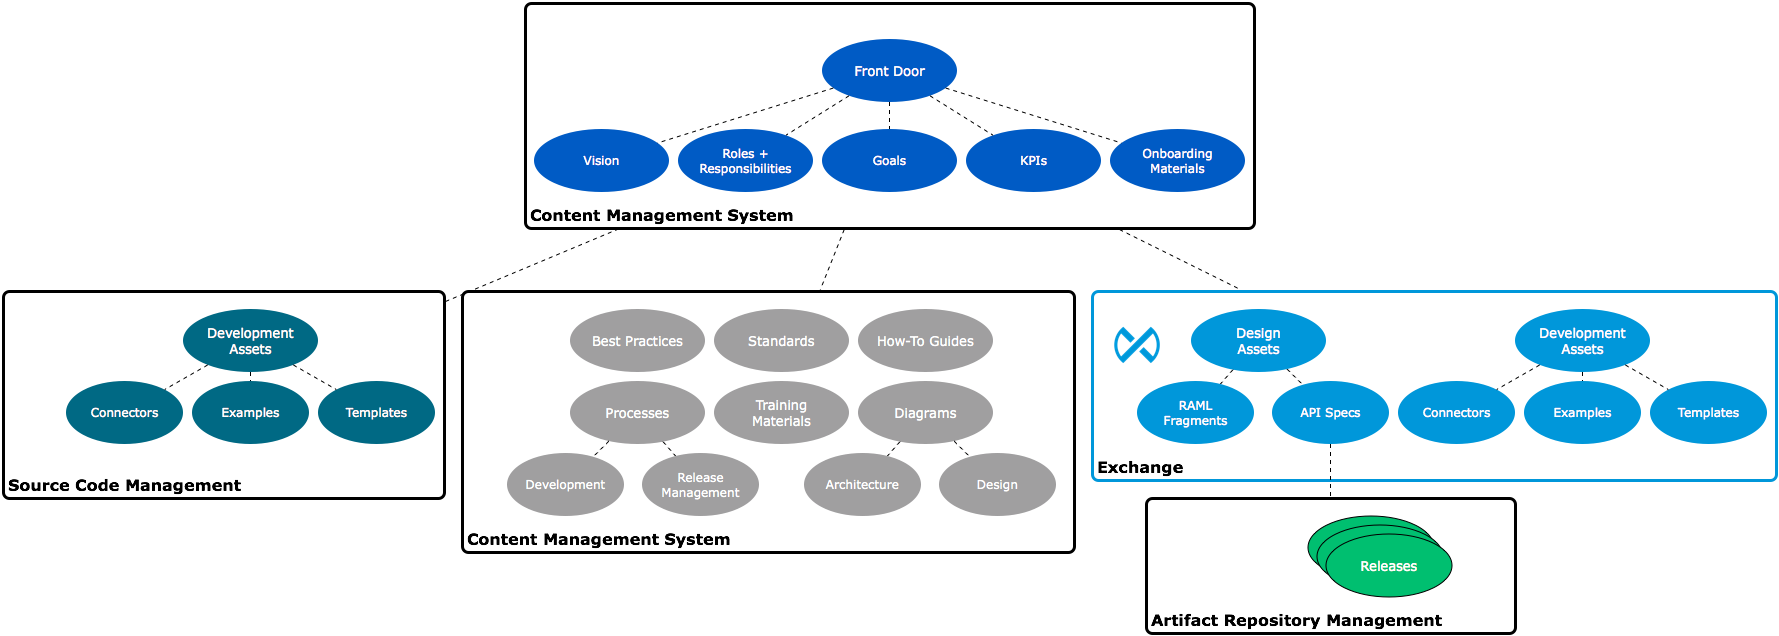 Front Door
Vision
Roles +
Responsibilities
Goals
KPIs
Onboarding
Materials
Content Management System
Development
Assets
Connectors
Examples
Templates
Source Code Management
Best Practices
Standards
How-To Guides
Processes
Training
Materials
Diagrams
Development
Release
Management
Architecture
Design
Content Management System
Design
Assets
Development
Assets
RAML
Fragments
API Specs
Connectors
Examples
Templates
Exchange
Releases
Artifact Repository Management